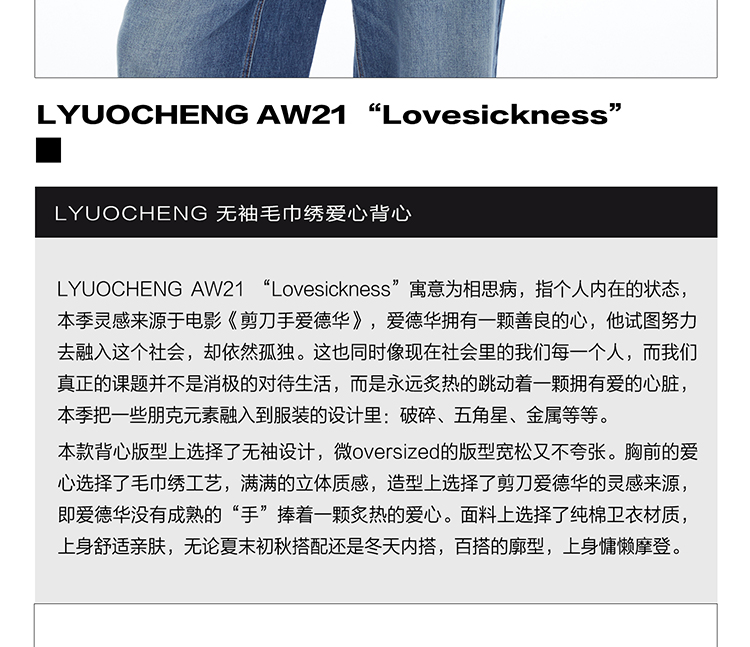 LYUOCHENG AW21 “Lovesickness”
LYUOCHENG 无袖毛巾绣爱心背心
LYUOCHENG AW21 “Lovesickness”寓意为相思病，指个人内在的状态，
本季灵感来源于电影《剪刀手爱德华》，爱德华拥有一颗善良的心，他试图努力
去融入这个社会，却依然孤独。这也同时像现在社会里的我们每一个人，而我们
真正的课题并不是消极的对待生活，而是永远炙热的跳动着一颗拥有爱的心脏，
本季把一些朋克元素融入到服装的设计里：破碎、五角星、金属等等。
本款背心版型上选择了无袖设计，微oversized的版型宽松又不夸张。胸前的爱
心选择了毛巾绣工艺，满满的立体质感，造型上选择了剪刀爱德华的灵感来源，
即爱德华没有成熟的“手”捧着一颗炙热的爱心。面料上选择了纯棉卫衣材质，
上身舒适亲肤，无论夏末初秋搭配还是冬天内搭，百搭的廓型，上身慵懒摩登。